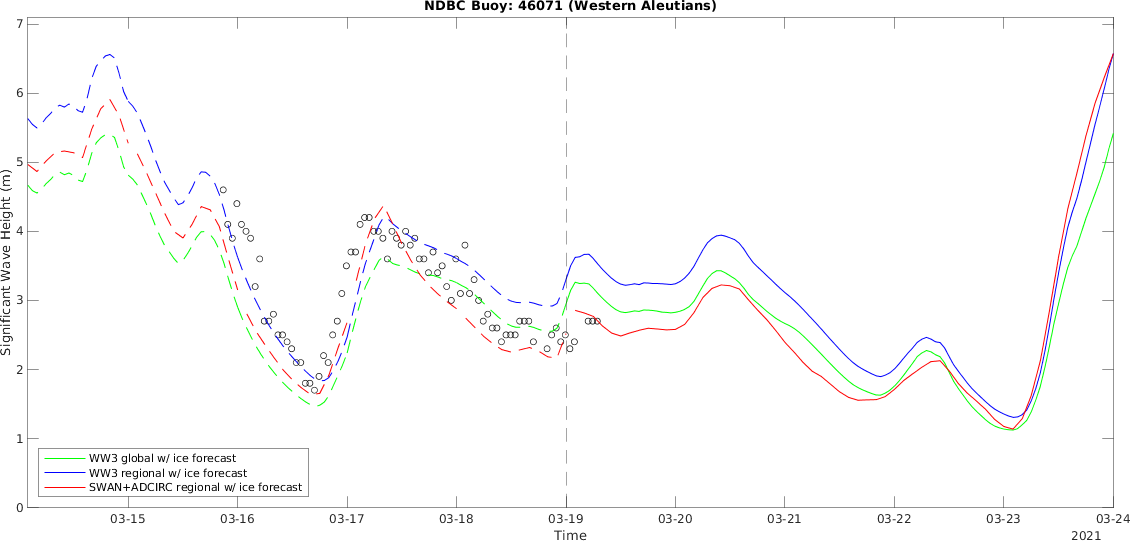 NDBC Buoy: 46071 (Western Aleutians)
7
6
5
4
3
2
1
0
Significant Wave Height (m)
WW3 global w/ ice forecast
WW3 regional w/ ice forecast
SWAN+ADCIRC regional w/ ice forecast
03-15 03-16 03-17 03-18 03-19 03-20 03-21 03-22 03-23 03-24
Time
2021